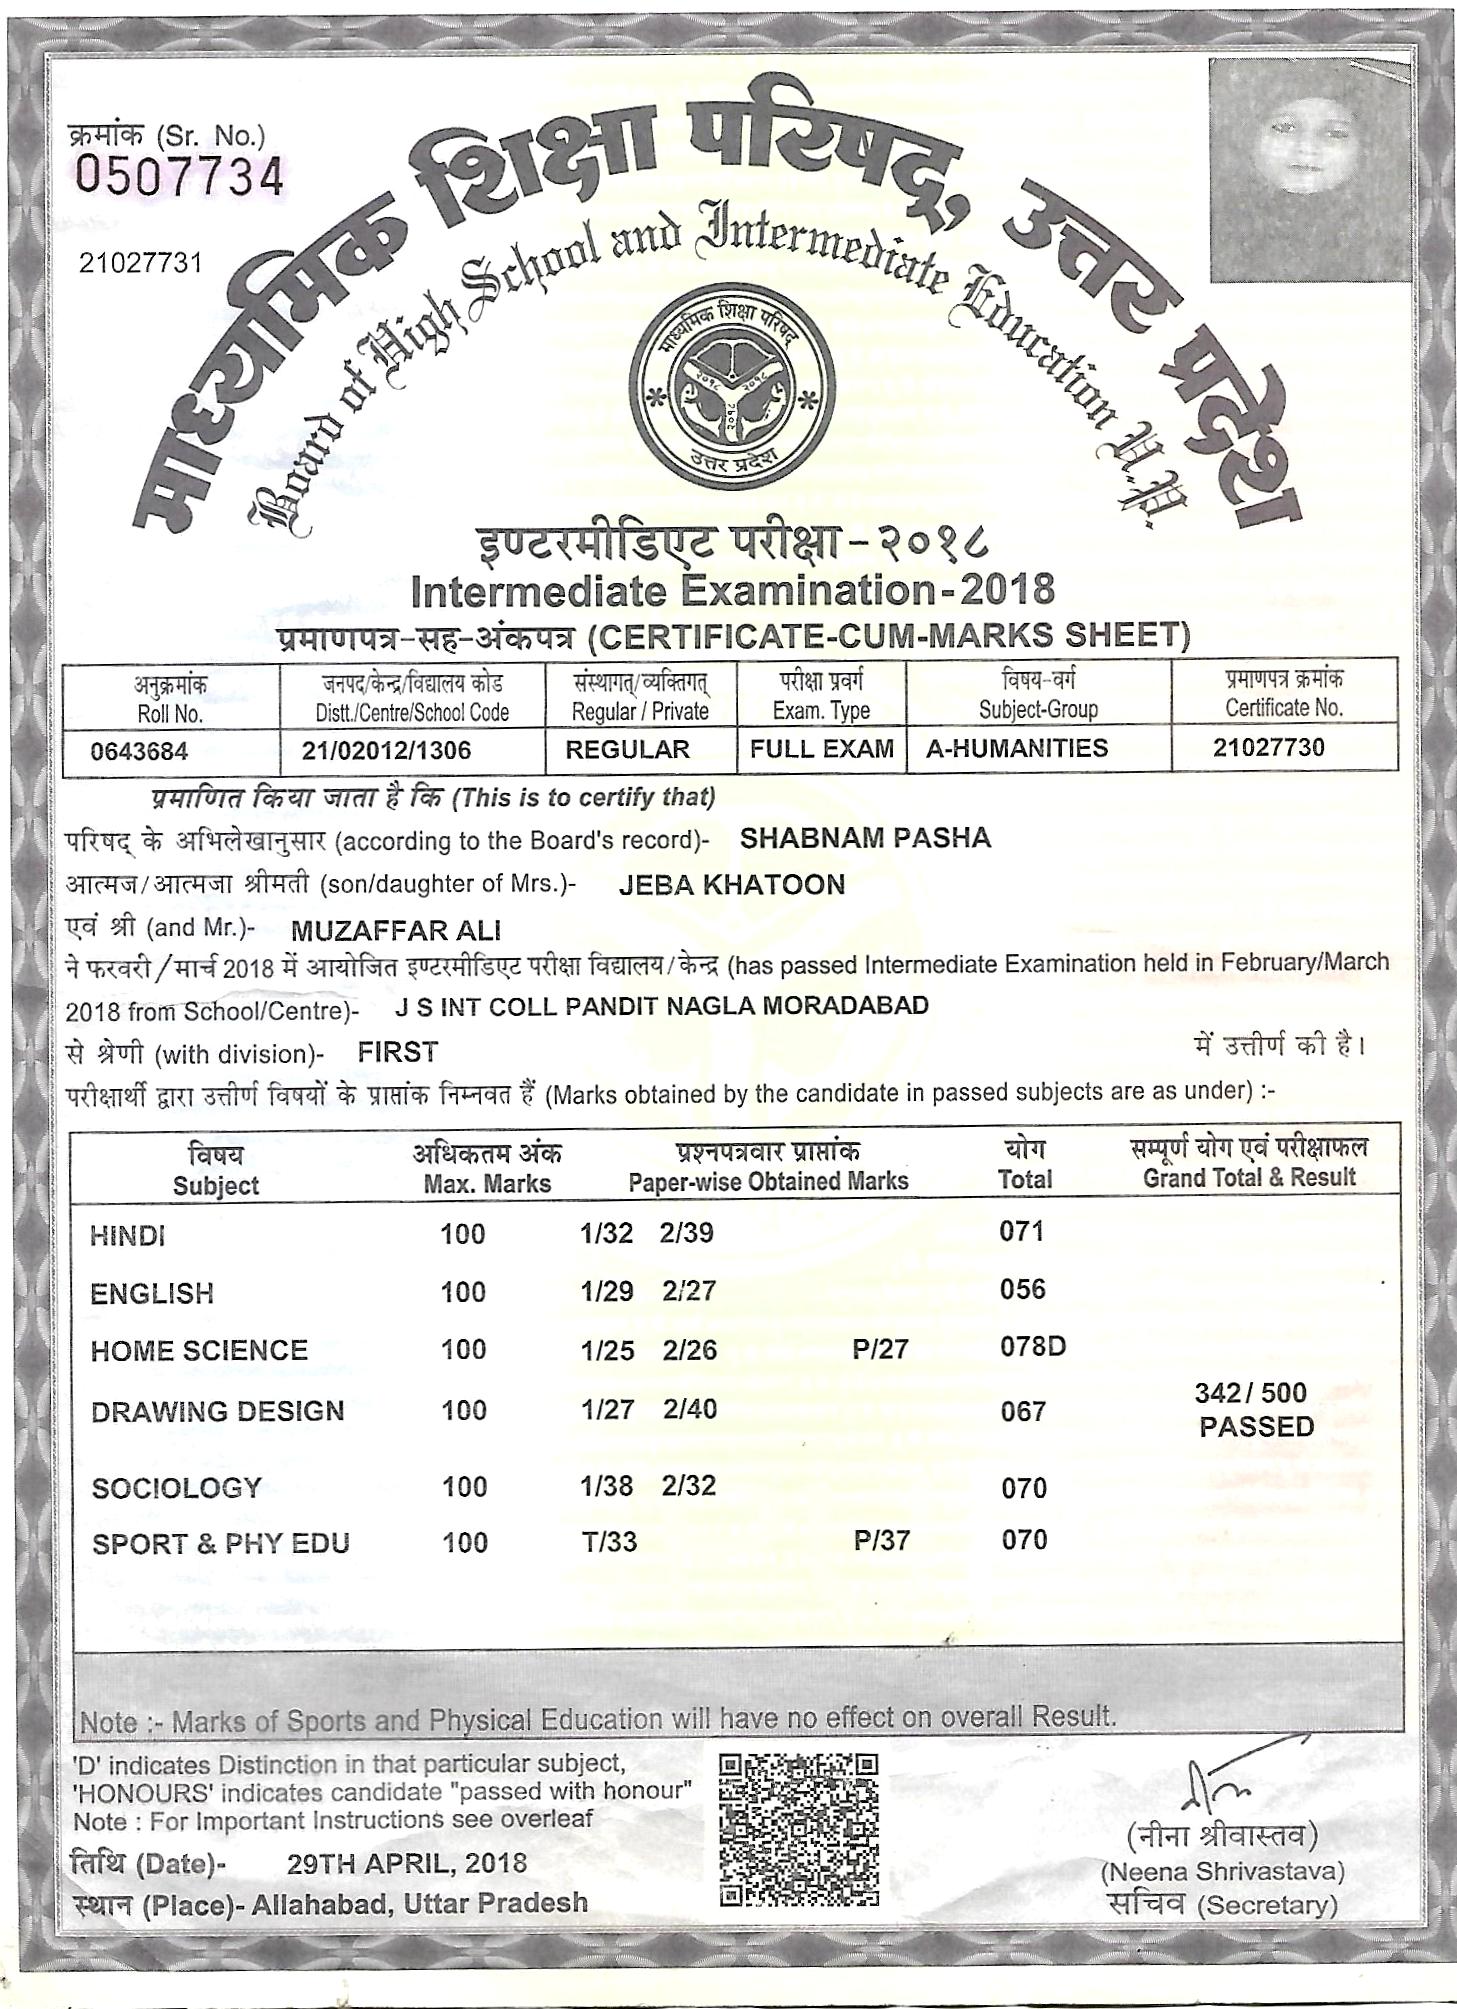 क्रमांक (Sr. No.)
0507734
21027731
माध्यमिक शिक्षा परिषद्, उत्तर प्रदेश
Board of High School and Intermediate Education U.P.
माध्यमिक शिक्षा परिषद्
२०१८ २०१८
२०१८
उत्तर प्रदेश
इण्टरमीडिएट परीक्षा – २०१८
Intermediate Examination - 2018
प्रमाणपत्र-सह-अंकपत्र (CERTIFICATE-CUM-MARKS SHEET)
अनुक्रमांक जनपद/केन्द्र/विद्यालय कोड संस्थागत्/व्यक्तिगत् परीक्षा प्रवर्ग विषय-वर्ग प्रमाणपत्र क्रमांक
Roll No. Distt./Centre/School Code Regular / Private Exam. Type Subject-Group Certificate No.
0643684 21/02012/1306 REGULAR FULL EXAM A-HUMANITIES 21027730
प्रमाणित किया जाता है कि (This is to certify that)
परिषद् के अभिलेखानुसार (according to the Board's record)- SHABNAM PASHA
आत्मज/आत्मजा श्रीमती (son/daughter of Mrs.)- JEBA KHATOON
एवं श्री (and Mr.)- MUZAFFAR ALI
ने फरवरी/मार्च 2018 में आयोजित इण्टरमीडिएट परीक्षा विद्यालय/केन्द्र (has passed Intermediate Examination held in February/March
2018 from School/Centre)- J S INT COLL PANDIT NAGLA MORADABAD
से श्रेणी (with division)- FIRST में उत्तीर्ण की है।
परीक्षार्थी द्वारा उत्तीर्ण विषयों के प्राप्तांक निम्नवत हैं (Marks obtained by the candidate in passed subjects are as under) :-
विषय अधिकतम अंक प्रश्नपत्रवार प्राप्तांक योग सम्पूर्ण योग एवं परीक्षाफल
Subject Max. Marks Paper-wise Obtained Marks Total Grand Total & Result
HINDI 100 1/32 2/39 071
ENGLISH 100 1/29 2/27 056
HOME SCIENCE 100 1/25 2/26 P/27 078D
342/ 500
DRAWING DESIGN 100 1/27 2/40 067
PASSED
SOCIOLOGY 100 1/38 2/32 070
SPORT & PHY EDU 100 T/33 P/37 070
Note :- Marks of Sports and Physical Education will have no effect on overall Result.
'D' indicates Distinction in that particular subject,
'HONOURS' indicates candidate "passed with honour"
Note : For Important Instructions see overleaf
तिथि (Date)- 29TH APRIL, 2018
स्थान (Place)- Allahabad, Uttar Pradesh
(नीना श्रीवास्तव)
(Neena Shrivastava)
सचिव (Secretary)